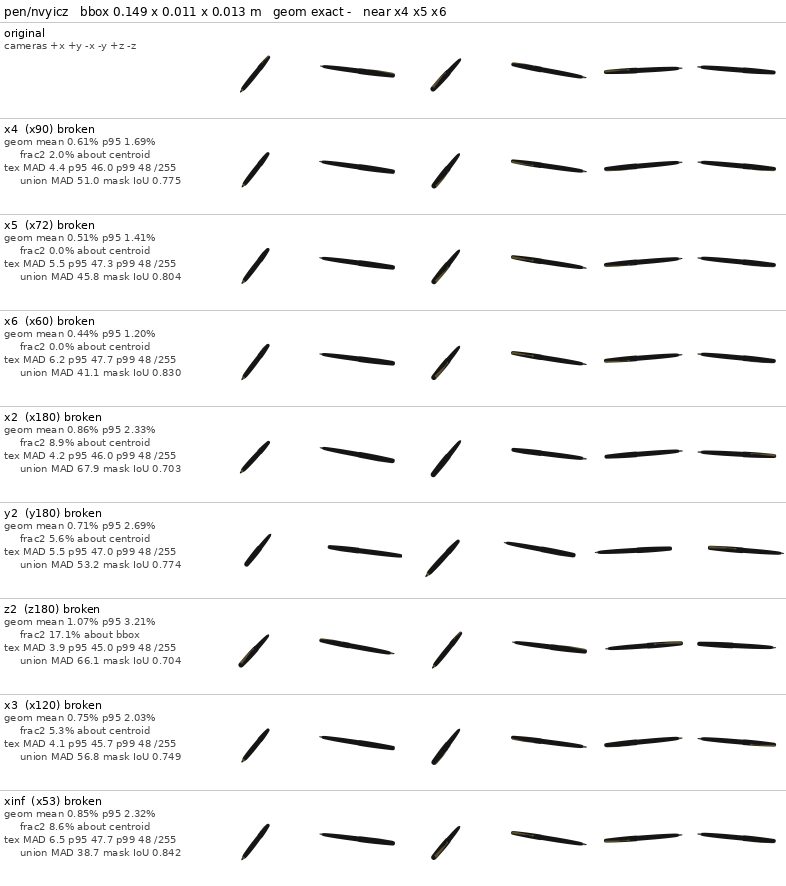 pen/nvyicz bbox 0.149 x 0.011 x 0.013 m geom exact - near x4 x5 x6
original
cameras +x +y -x -y +z -z
x4 (x90) broken
geom mean 0.61% p95 1.69%
frac2 2.0% about centroid
tex MAD 4.4 p95 46.0 p99 48 /255
union MAD 51.0 mask IoU 0.775
x5 (x72) broken
geom mean 0.51% p95 1.41%
frac2 0.0% about centroid
tex MAD 5.5 p95 47.3 p99 48 /255
union MAD 45.8 mask IoU 0.804
x6 (x60) broken
geom mean 0.44% p95 1.20%
frac2 0.0% about centroid
tex MAD 6.2 p95 47.7 p99 48 /255
union MAD 41.1 mask IoU 0.830
x2 (x180) broken
geom mean 0.86% p95 2.33%
frac2 8.9% about centroid
tex MAD 4.2 p95 46.0 p99 48 /255
union MAD 67.9 mask IoU 0.703
y2 (y180) broken
geom mean 0.71% p95 2.69%
frac2 5.6% about centroid
tex MAD 5.5 p95 47.0 p99 48 /255
union MAD 53.2 mask IoU 0.774
z2 (z180) broken
geom mean 1.07% p95 3.21%
frac2 17.1% about bbox
tex MAD 3.9 p95 45.0 p99 48 /255
union MAD 66.1 mask IoU 0.704
x3 (x120) broken
geom mean 0.75% p95 2.03%
frac2 5.3% about centroid
tex MAD 4.1 p95 45.7 p99 48 /255
union MAD 56.8 mask IoU 0.749
xinf (x53) broken
geom mean 0.85% p95 2.32%
frac2 8.6% about centroid
tex MAD 6.5 p95 47.7 p99 48 /255
union MAD 38.7 mask IoU 0.842